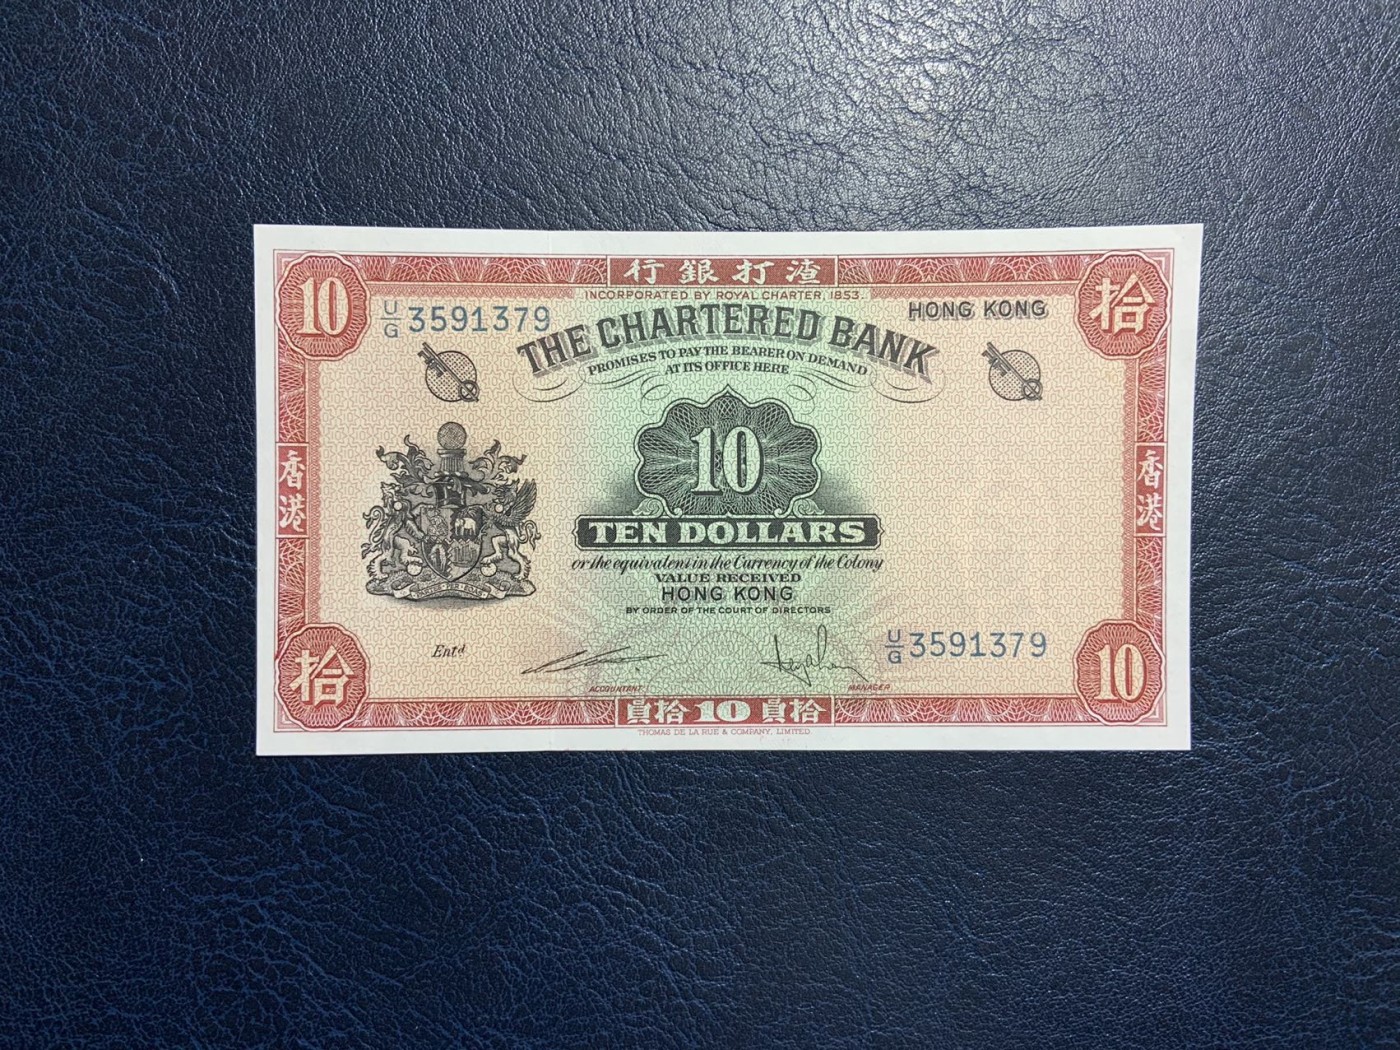 行銀打渣
INCORPORATED BY ROYAL CHARTER, 1853.
10
拾
U/G 3591379
HONG KONG
THE CHARTERED BANK
PROMISES TO PAY THE BEARER ON DEMAND
AT ITS OFFICE HERE
10
香港
香港
TEN DOLLARS
or the equivalent in the Currency of the Colony
VALUE RECEIVED
HONG KONG
BY ORDER OF THE COURT OF DIRECTORS
U/G 3591379
Entd
ACCOUNTANT.
MANAGER
拾
10
員拾10員拾
THOMAS DE LA RUE & COMPANY, LIMITED.